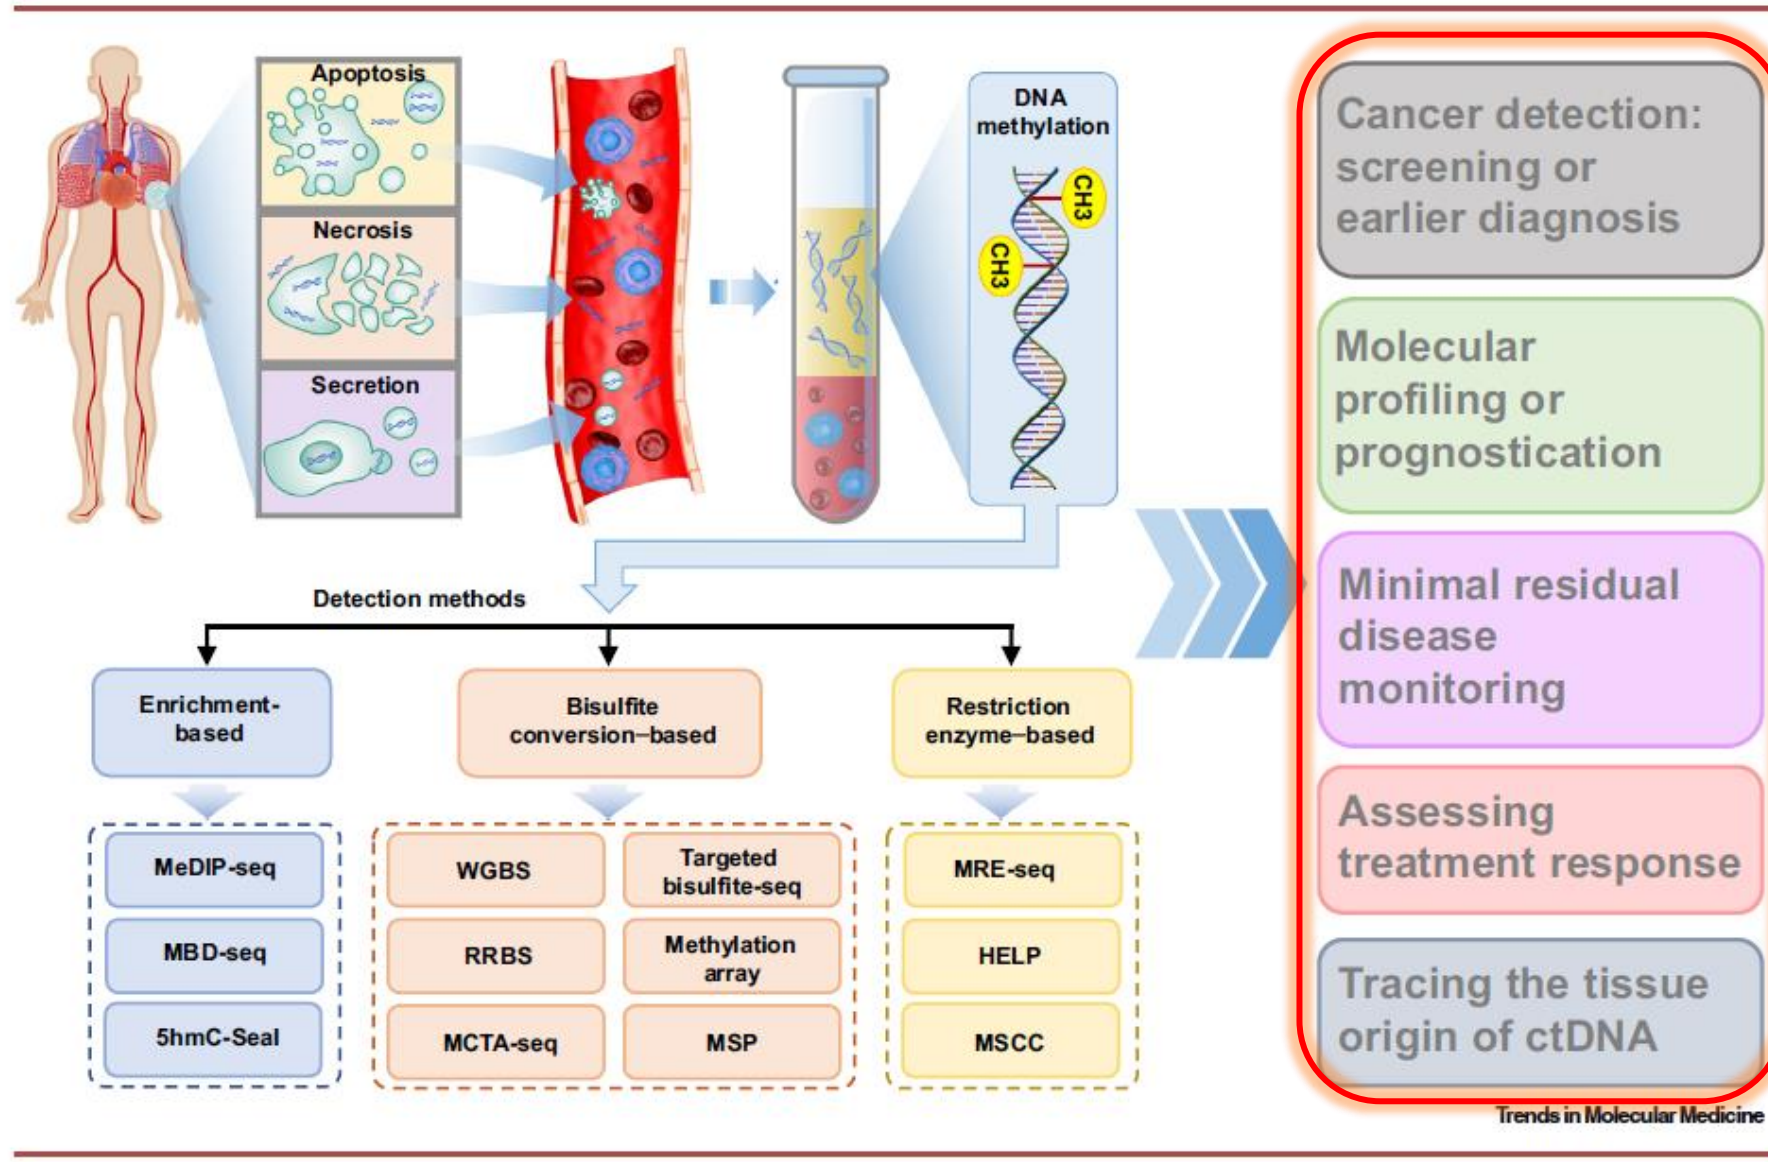 Apoptosis
Necrosis
Secretion
DNA
methylation
CH3
CH3
Detection methods
Enrichment-
based
MeDIP-seq
MBD-seq
5hmC-Seal
Bisulfite
conversion–based
WGBS
RRBS
MCTA-seq
Targeted
bisulfite-seq
Methylation
array
MSP
Restriction
enzyme–based
MRE-seq
HELP
MSCC
Cancer detection:
screening or
earlier diagnosis
Molecular
profiling or
prognostication
Minimal residual
disease
monitoring
Assessing
treatment response
Tracing the tissue
origin of ctDNA
Trends in Molecular Medicine